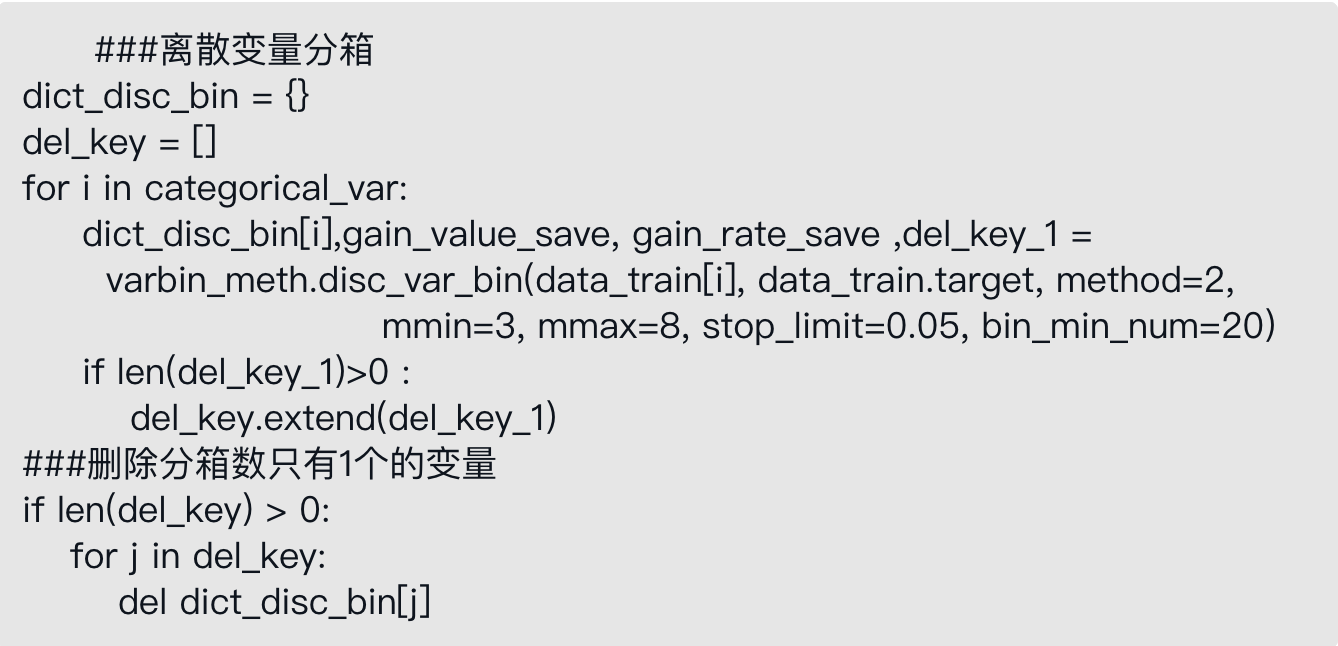 ###离散变量分箱
dict_disc_bin = {}
del_key = []
for i in categorical_var:
dict_disc_bin[i],gain_value_save, gain_rate_save ,del_key_1 =
varbin_meth.disc_var_bin(data_train[i], data_train.target, method=2,
mmin=3, mmax=8, stop_limit=0.05, bin_min_num=20)
if len(del_key_1)>0 :
del_key.extend(del_key_1)
###删除分箱数只有1个的变量
if len(del_key) > 0:
for j in del_key:
del dict_disc_bin[j]